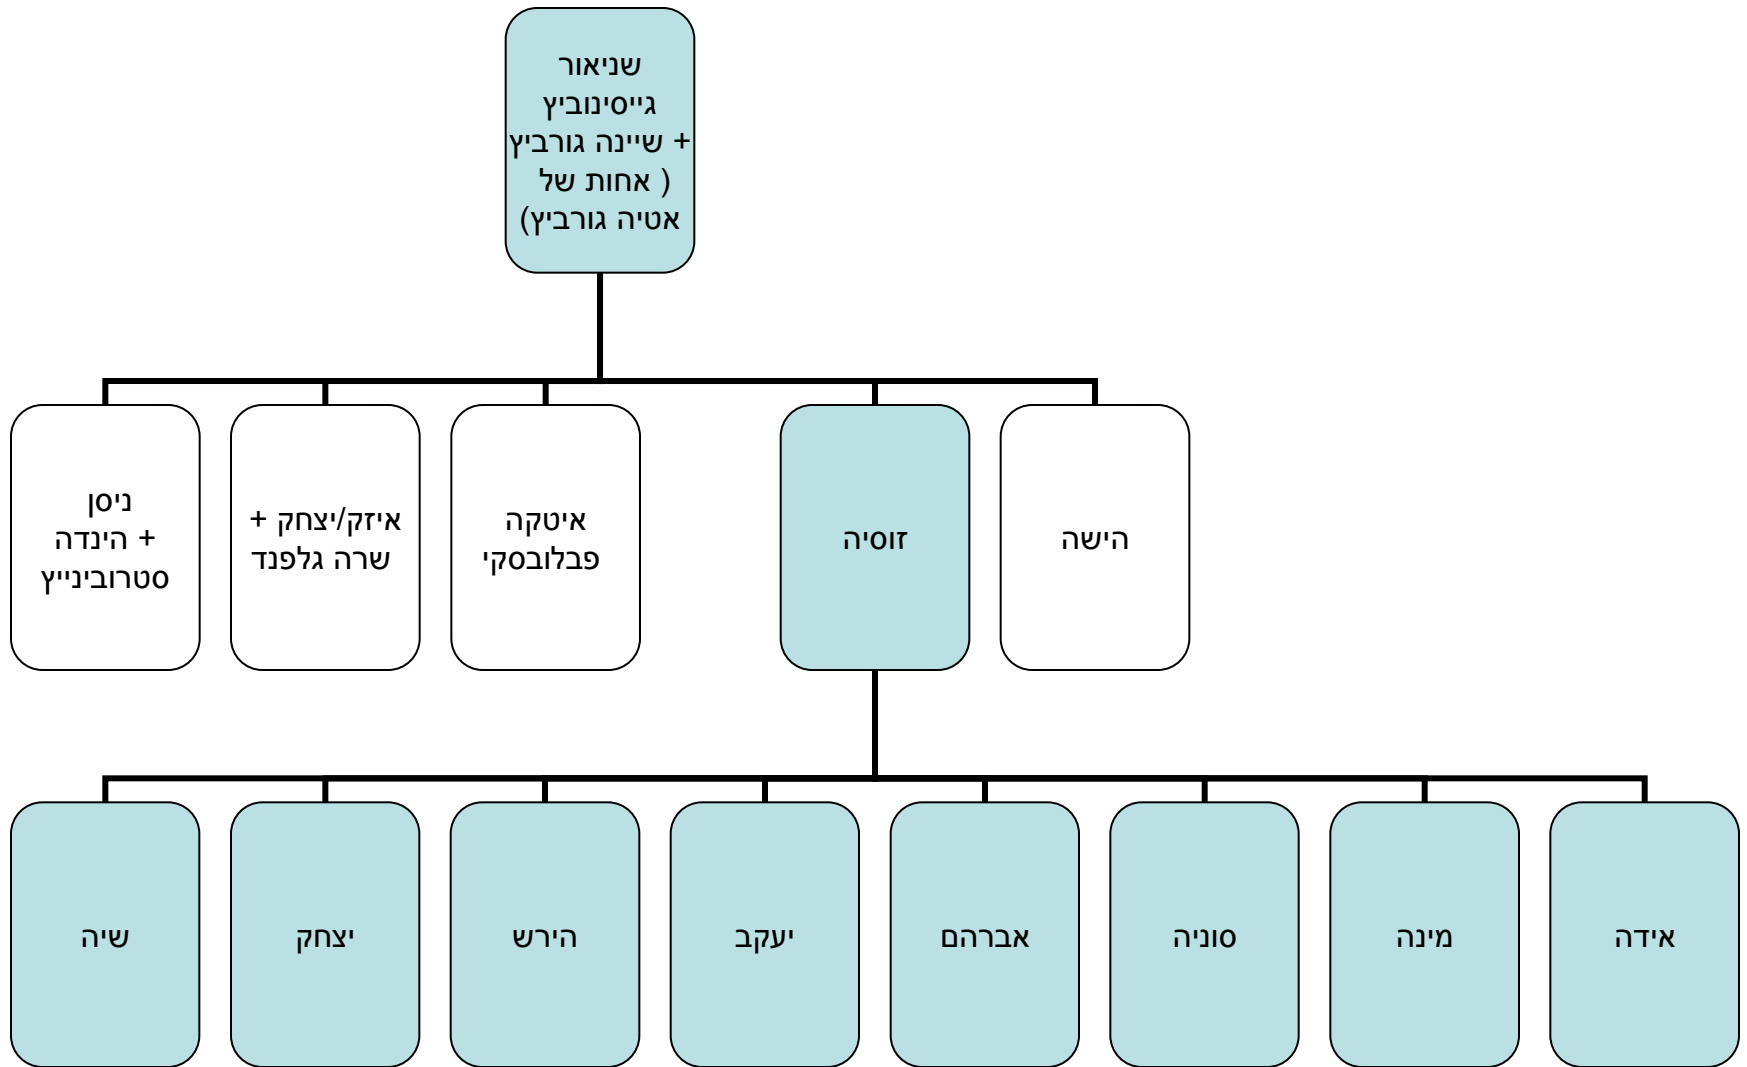 שניאור
גייסינוביץ
+ שיינה גורביץ
( אחות של
אטיה גורביץ)
הישה
זוסיה
איטקה
פבלובסקי
איזק/יצחק +
שרה גלפנד
ניסן
+ הינדה
סטרובינייץ
אידה
מינה
סוניה
אברהם
יעקב
הירש
יצחק
שיה